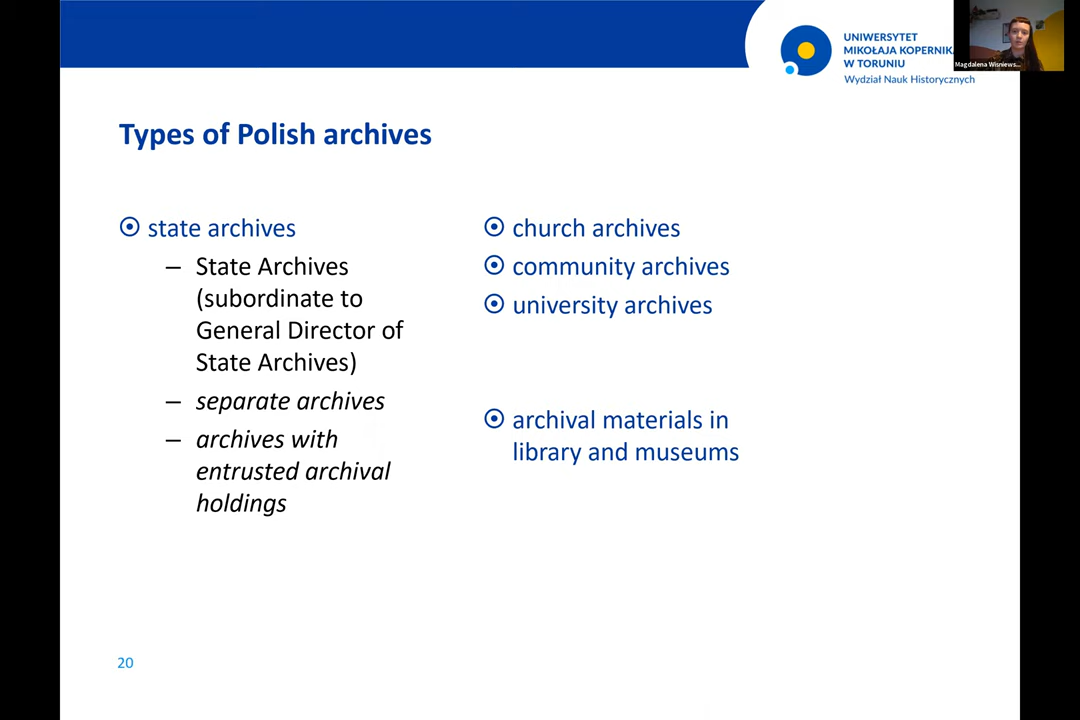 UNIWERSYTET
MIKOŁAJA KOPERNIKA
W TORUNIU
Wydział Nauk Historycznych
Magdalena Wiśniews...
Types of Polish archives
state archives
– State Archives
(subordinate to
General Director of
State Archives)
– separate archives
– archives with
entrusted archival
holdings
church archives
community archives
university archives
archival materials in
library and museums
20